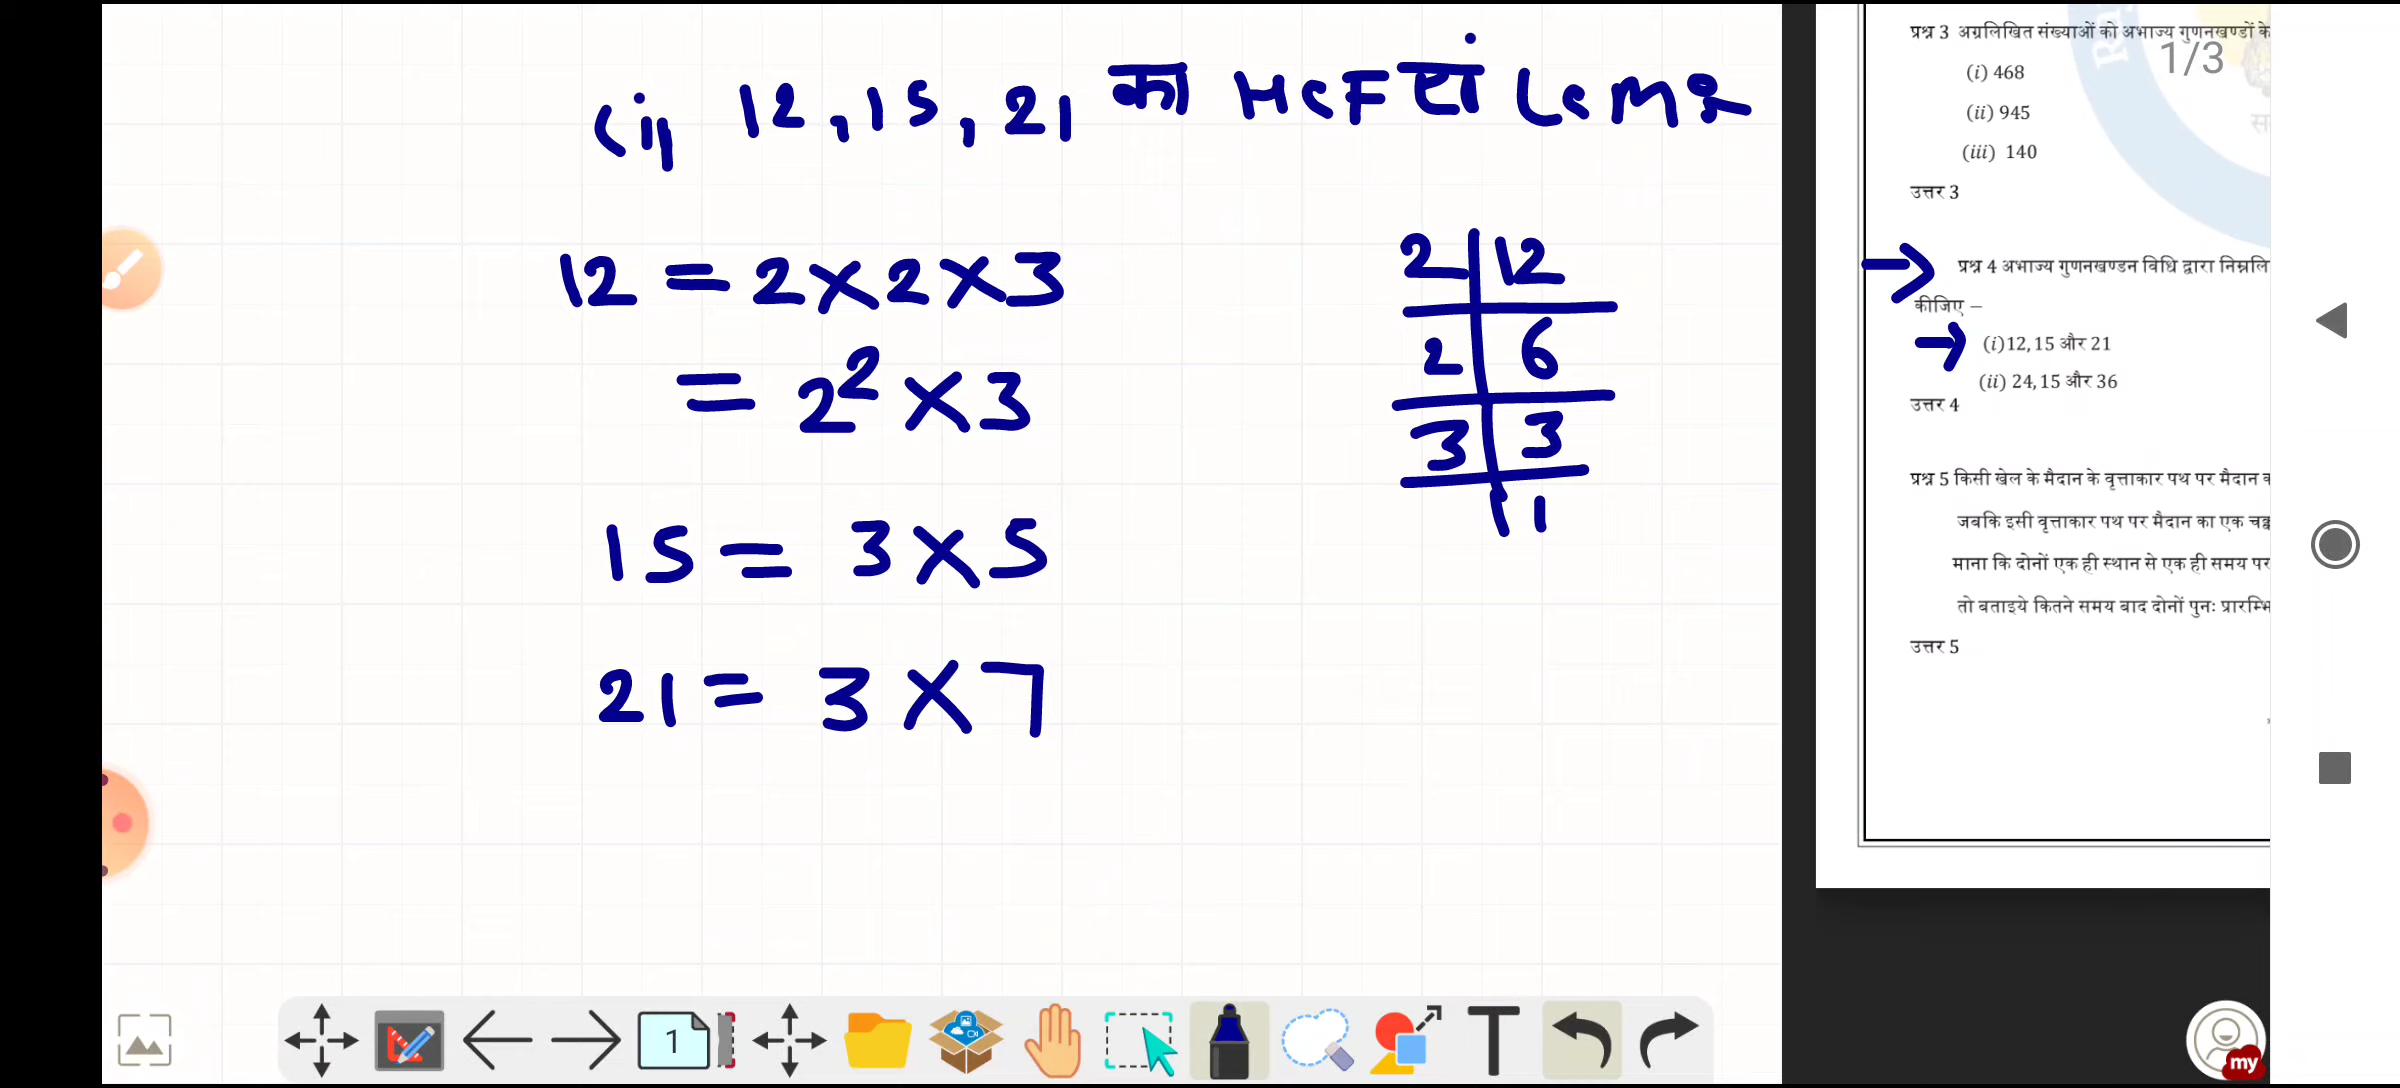 (i) 12, 15, 21 का HCF एवं LCM ?
12 = 2 × 2 × 3
= 2² × 3
15 = 3 × 5
21 = 3 × 7
2 | 12
2 | 6
3 | 3
| 1
प्रश्न 3 अग्रलिखित संख्याओं को अभाज्य गुणनखण्डों के
1/3
(i) 468
(ii) 945
(iii) 140
उत्तर 3
प्रश्न 4 अभाज्य गुणनखण्डन विधि द्वारा निम्नलि
कीजिए –
(i)12, 15 और 21
(ii) 24, 15 और 36
उत्तर 4
प्रश्न 5 किसी खेल के मैदान के वृत्ताकार पथ पर मैदान
जबकि इसी वृत्ताकार पथ पर मैदान का एक
माना कि दोनों एक ही स्थान से एक ही समय पर
तो बताइये कितने समय बाद दोनों पुनः प्रारम्भि
उत्तर 5
1
T
my